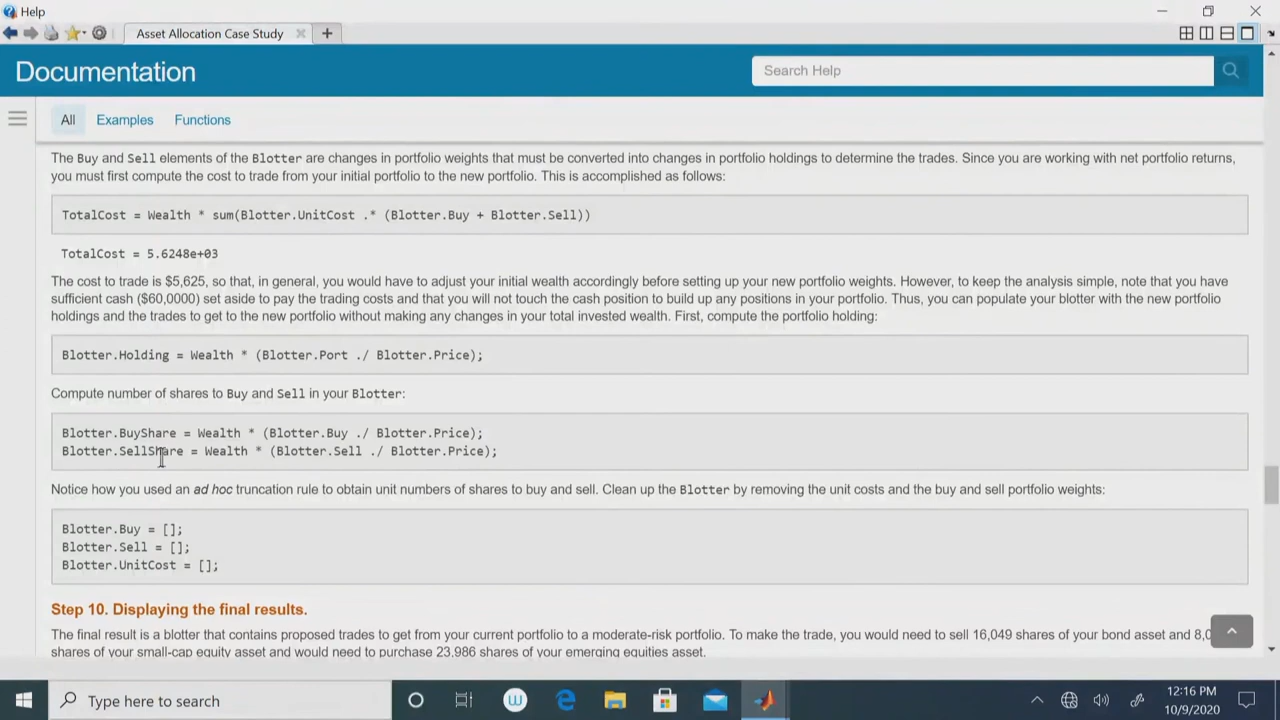 Help
Asset Allocation Case Study
Documentation
Search Help
All Examples Functions
The Buy and Sell elements of the Blotter are changes in portfolio weights that must be converted into changes in portfolio holdings to determine the trades. Since you are working with net portfolio returns,
you must first compute the cost to trade from your initial portfolio to the new portfolio. This is accomplished as follows:
TotalCost = Wealth * sum(Blotter.UnitCost .* (Blotter.Buy + Blotter.Sell))
TotalCost = 5.6248e+03
The cost to trade is $5,625, so that, in general, you would have to adjust your initial wealth accordingly before setting up your new portfolio weights. However, to keep the analysis simple, note that you have
sufficient cash ($60,0000) set aside to pay the trading costs and that you will not touch the cash position to build up any positions in your portfolio. Thus, you can populate your blotter with the new portfolio
holdings and the trades to get to the new portfolio without making any changes in your total invested wealth. First, compute the portfolio holding:
Blotter.Holding = Wealth * (Blotter.Port ./ Blotter.Price);
Compute number of shares to Buy and Sell in your Blotter:
Blotter.BuyShare = Wealth * (Blotter.Buy ./ Blotter.Price);
Blotter.SellShare = Wealth * (Blotter.Sell ./ Blotter.Price);
Notice how you used an ad hoc truncation rule to obtain unit numbers of shares to buy and sell. Clean up the Blotter by removing the unit costs and the buy and sell portfolio weights:
Blotter.Buy = [];
Blotter.Sell = [];
Blotter.UnitCost = [];
Step 10. Displaying the final results.
The final result is a blotter that contains proposed trades to get from your current portfolio to a moderate-risk portfolio. To make the trade, you would need to sell 16,049 shares of your bond asset and
shares of your small-cap equity asset and would need to purchase 23,986 shares of your emerging equities asset.
Type here to search
12:16 PM
10/9/2020